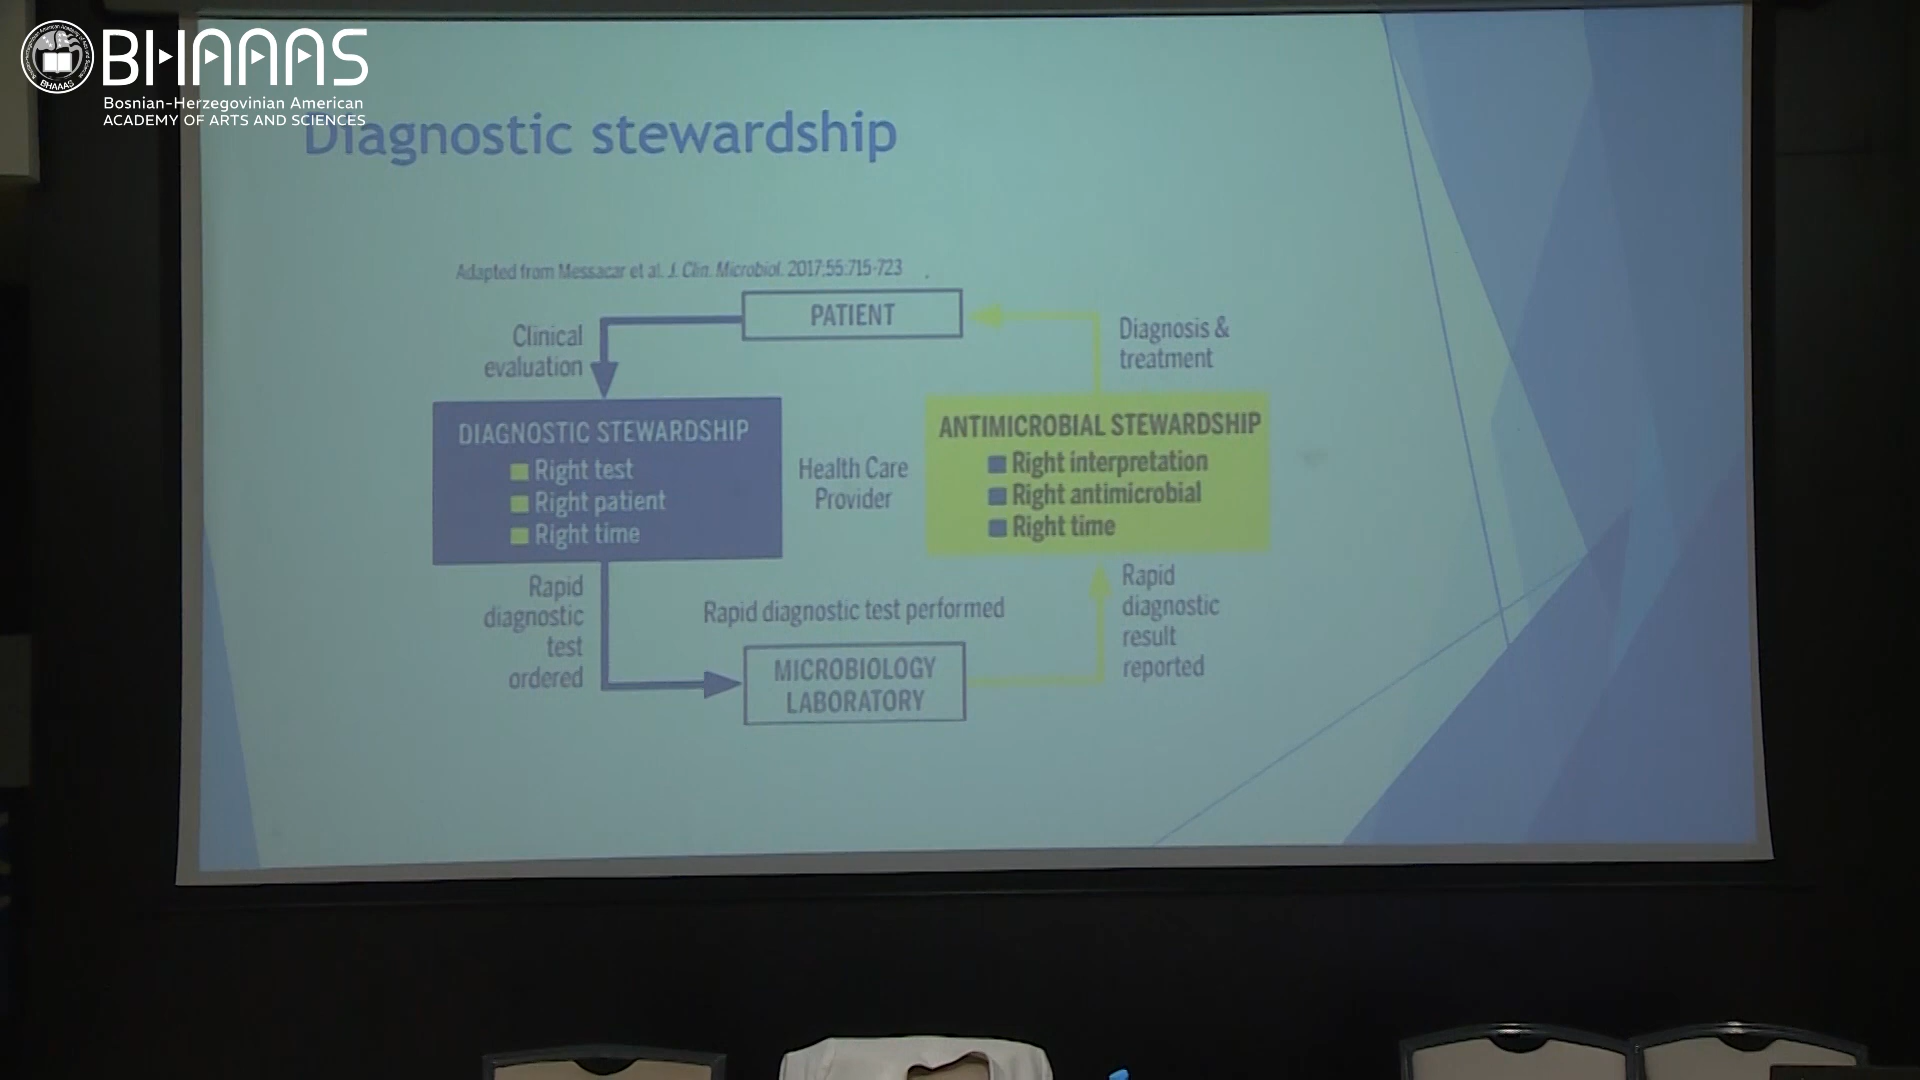 BHAAAS
Bosnian-Herzegovinian American
ACADEMY OF ARTS AND SCIENCES
BHAAAS
Diagnostic stewardship
Adapted from Messacar et al. J. Clin. Microbiol. 2017:55:715-723
PATIENT
Clinical
evaluation
Diagnosis &
treatment
DIAGNOSTIC STEWARDSHIP
Right test
Right patient
Right time
Health Care
Provider
ANTIMICROBIAL STEWARDSHIP
Right interpretation
Right antimicrobial
Right time
Rapid
diagnostic
test
ordered
Rapid diagnostic test performed
MICROBIOLOGY
LABORATORY
Rapid
diagnostic
result
reported